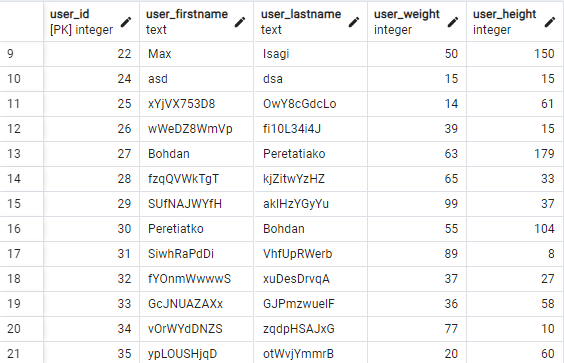 user_id user_firstname user_lastname user_weight user_height
[PK] integer text text integer integer
9 22 Max Isagi 50 150
10 24 asd dsa 15 15
11 25 xYjVX753D8 OwY8cGdcLo 14 61
12 26 wWeDZ8WmVp fi10L34i4J 39 15
13 27 Bohdan Peretatiako 63 179
14 28 fzqQVWkTgT kjZitwYzHZ 65 33
15 29 SUfNAJWYfH aklHzYGyYu 99 37
16 30 Peretiatko Bohdan 55 104
17 31 SiwhRaPdDi VhfUpRWerb 89 8
18 32 fYOnmWwwwS xuDesDrvqA 37 27
19 33 GcJNUAZAXx GJPmzwuelF 36 58
20 34 vOrWYdDNZS zqdpHSAJxG 77 10
21 35 ypLOUSHjqD otWvjYmmrB 20 60